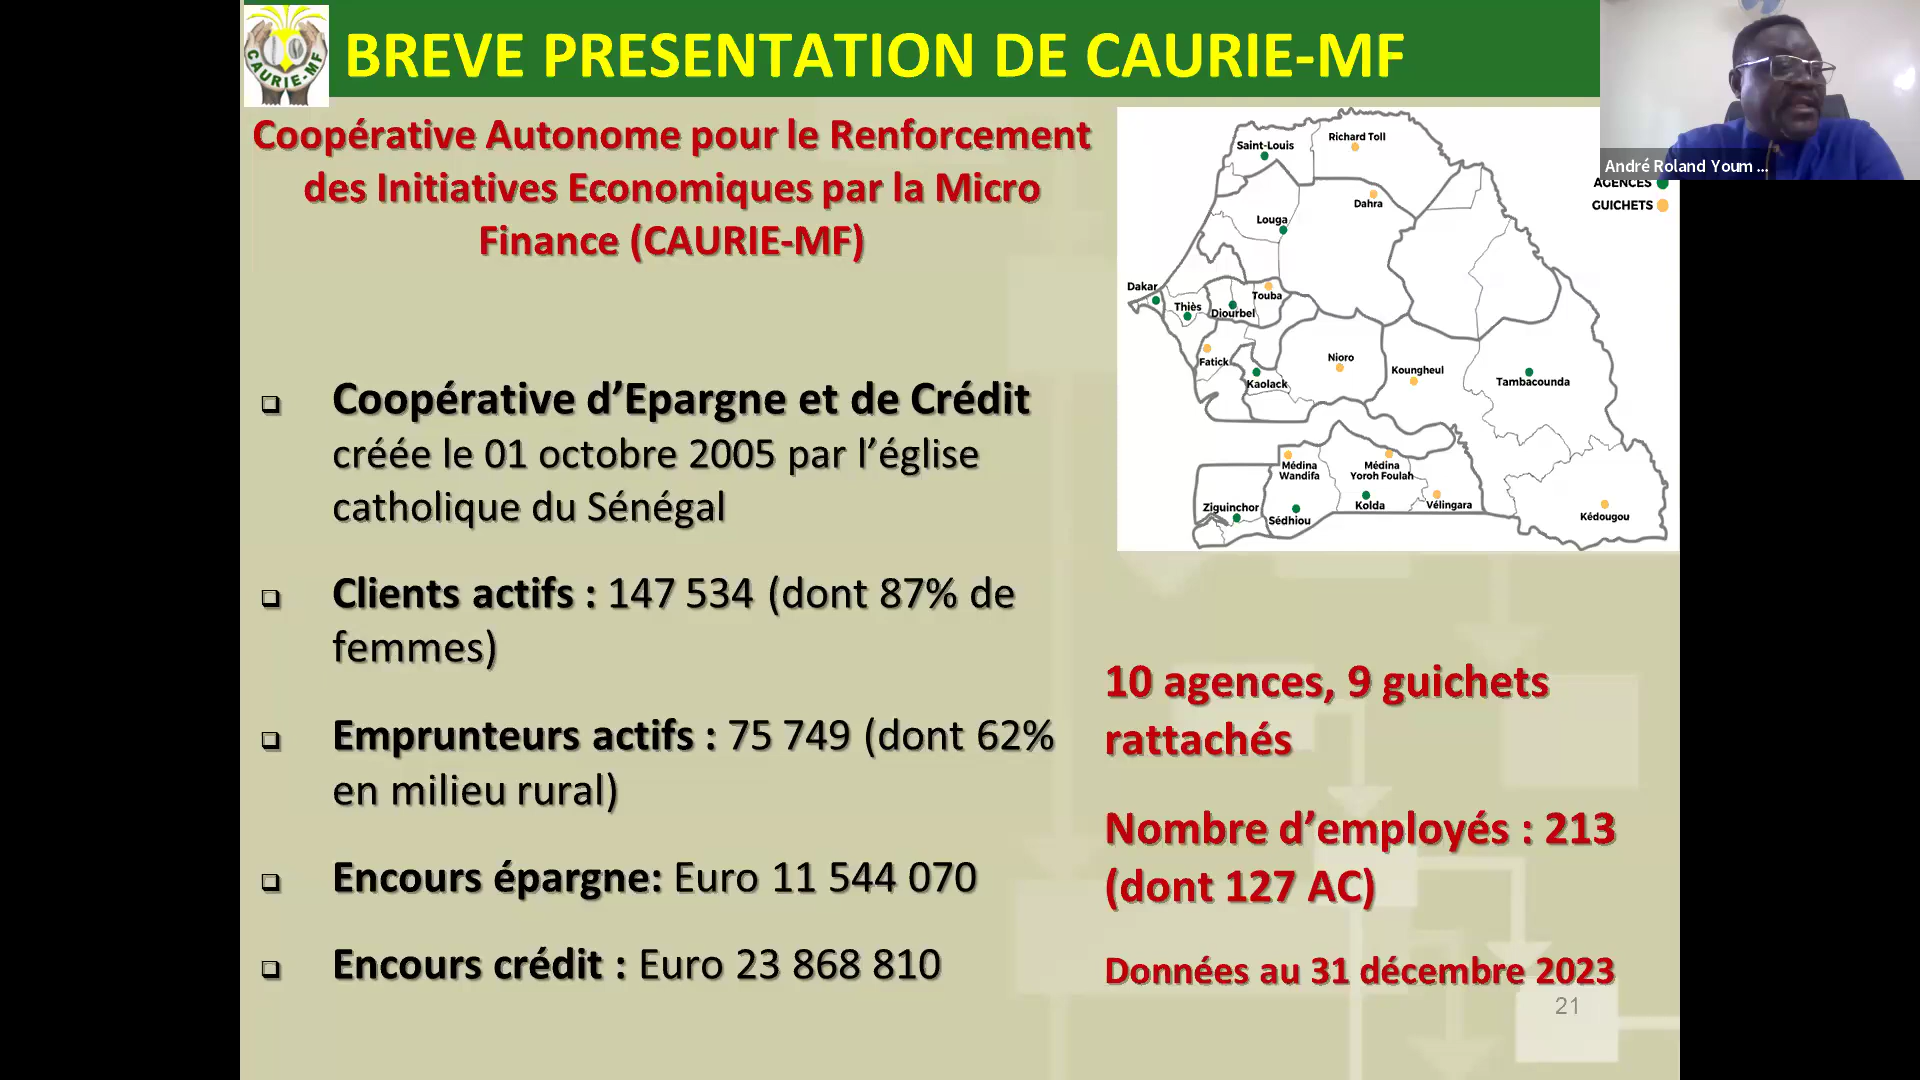 CAURIE-MF
BREVE PRESENTATION DE CAURIE-MF
Coopérative Autonome pour le Renforcement
des Initiatives Economiques par la Micro
Finance (CAURIE-MF)
❑ Coopérative d’Epargne et de Crédit
créée le 01 octobre 2005 par l’église
catholique du Sénégal
❑ Clients actifs : 147 534 (dont 87% de
femmes)
❑ Emprunteurs actifs : 75 749 (dont 62%
en milieu rural)
❑ Encours épargne: Euro 11 544 070
❑ Encours crédit : Euro 23 868 810
André Roland Youm ...
AGENCES
GUICHETS
Richard Toll
Saint-Louis
Dahra
Louga
Dakar
Touba
Thiès
Diourbel
Fatick
Nioro
Koungheul
Kaolack
Tambacounda
Médina
Wandifa
Médina
Yoroh Foulah
Ziguinchor
Sédhiou
Kolda
Vélingara
Kédougou
10 agences, 9 guichets
rattachés
Nombre d’employés : 213
(dont 127 AC)
Données au 31 décembre 2023
21